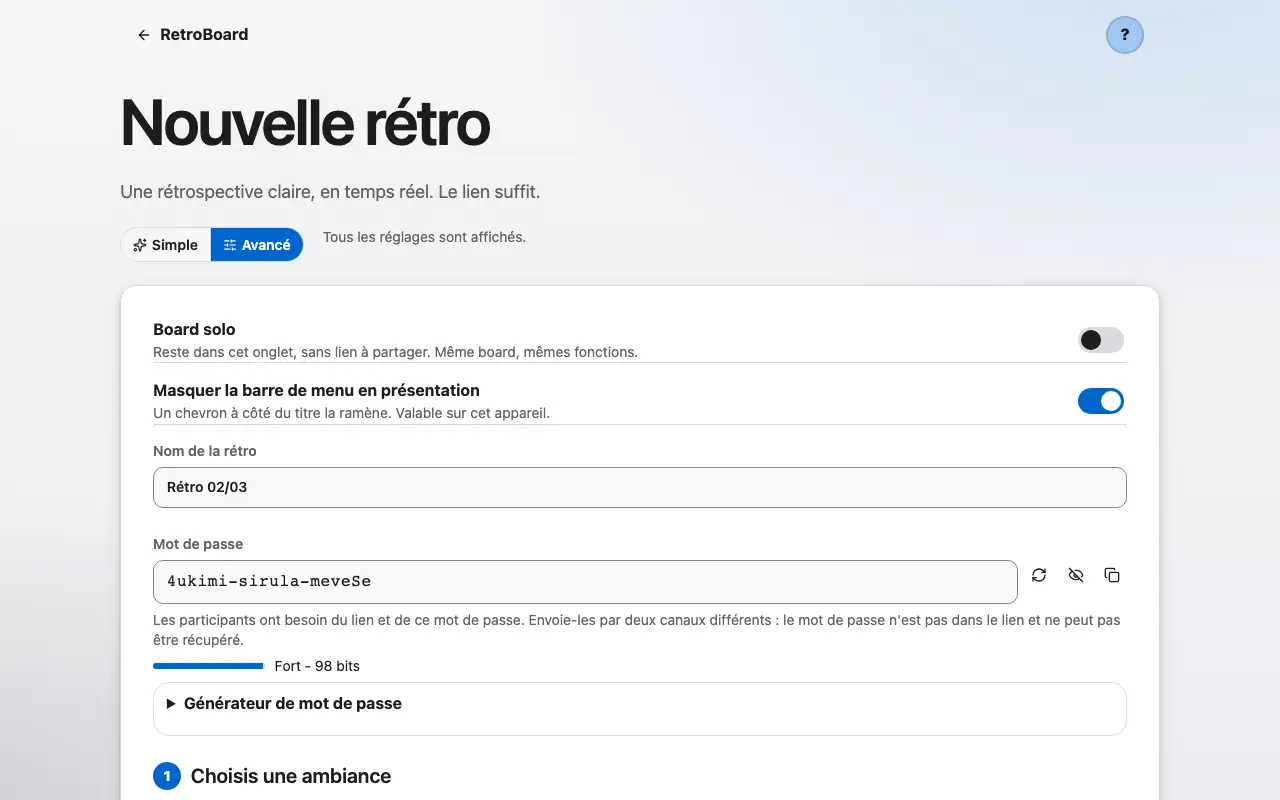 RetroBoard
?
Nouvelle rétro
Une rétrospective claire, en temps réel. Le lien suffit.
Simple
Avancé
Tous les réglages sont affichés.
Board solo
Reste dans cet onglet, sans lien à partager. Même board, mêmes fonctions.
Masquer la barre de menu en présentation
Un chevron à côté du titre la ramène. Valable sur cet appareil.
Nom de la rétro
Rétro 02/03
Mot de passe
4ukimi-sirula-meveSe
Les participants ont besoin du lien et de ce mot de passe. Envoie-les par deux canaux différents : le mot de passe n'est pas dans le lien et ne peut pas
être récupéré.
Fort - 98 bits
Générateur de mot de passe
1 Choisis une ambiance